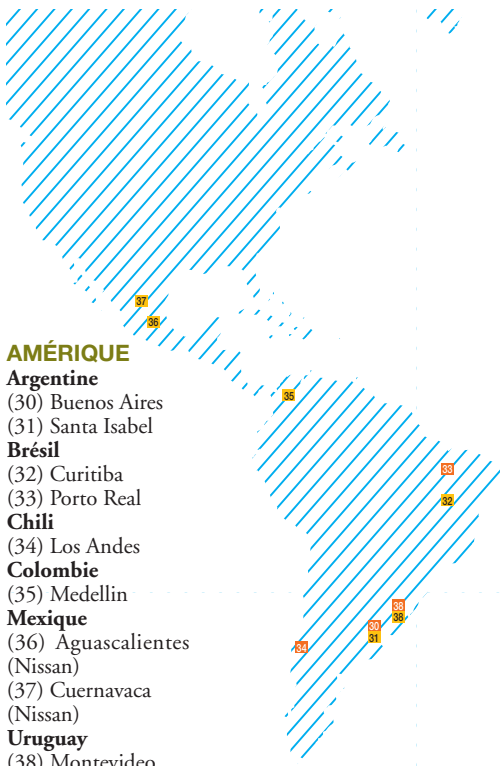 37
36
AMÉRIQUE
Argentine
(30) Buenos Aires
(31) Santa Isabel
Brésil
(32) Curitiba
(33) Porto Real
Chili
(34) Los Andes
Colombie
(35) Medellin
Mexique
(36) Aguascalientes
(Nissan)
(37) Cuernavaca
(Nissan)
Uruguay
(38) Montevideo
35
33
32
38
38
30
31
34